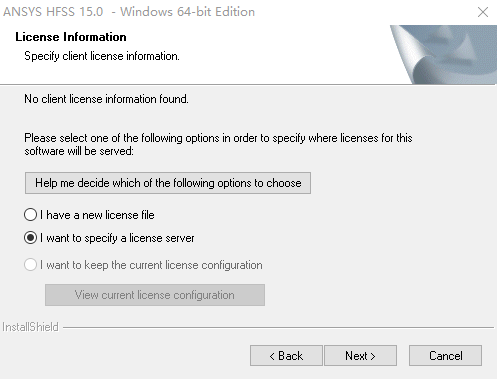 ANSYS HFSS 15.0 - Windows 64-bit Edition
License Information
Specify client license information.
No client license information found.
Please select one of the following options in order to specify where licenses for this
software will be served:
Help me decide which of the following options to choose
I have a new license file
I want to specify a license server
I want to keep the current license configuration
View current license configuration
InstallShield
< Back Next > Cancel